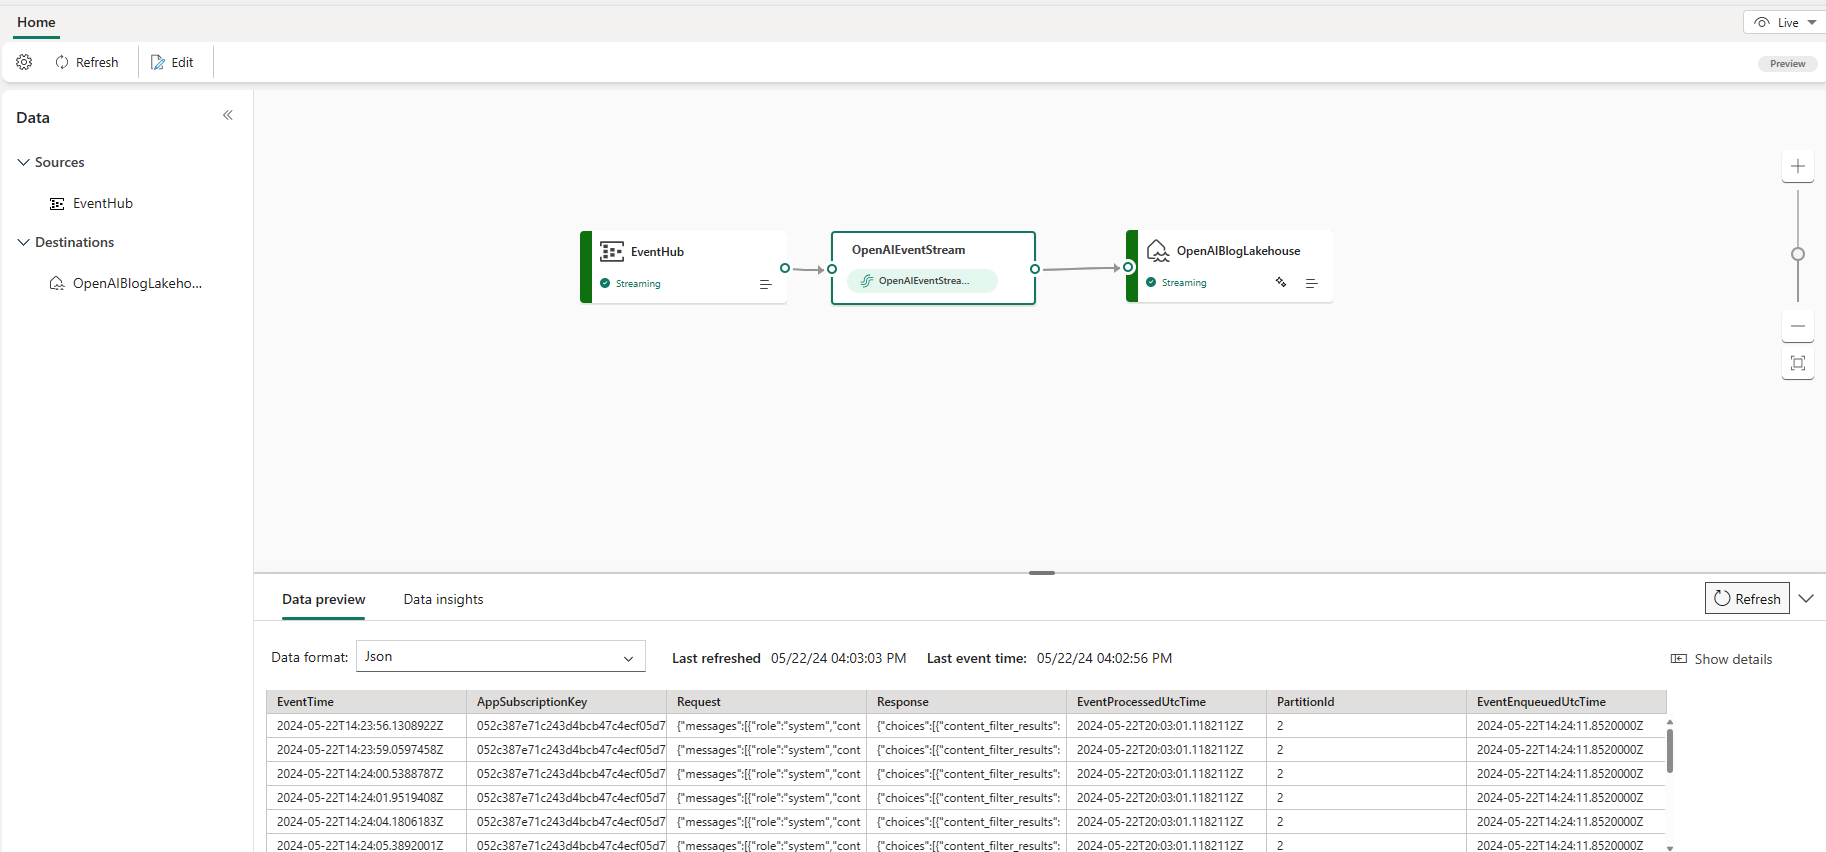 Home
Live
Refresh
Edit
Preview
Data
Sources
EventHub
Destinations
OpenAIBlogLakeho...
EventHub
Streaming
OpenAIEventStream
OpenAIEventStrea...
OpenAIBlogLakehouse
Streaming
Data preview
Data insights
Refresh
Data format: Json
Last refreshed 05/22/24 04:03:03 PM
Last event time: 05/22/24 04:02:56 PM
Show details
EventTime AppSubscriptionKey Request Response EventProcessedUtcTime PartitionId EventEnqueuedUtcTime
2024-05-22T14:23:56.1308922Z 052c387e71c243d4bcb47c4ecf05d7 {"messages":[{"role":"system","cont {"choices":[{"content_filter_results": 2024-05-22T20:03:01.1182112Z 2 2024-05-22T14:24:11.8520000Z
2024-05-22T14:23:59.0597458Z 052c387e71c243d4bcb47c4ecf05d7 {"messages":[{"role":"system","cont {"choices":[{"content_filter_results": 2024-05-22T20:03:01.1182112Z 2 2024-05-22T14:24:11.8520000Z
2024-05-22T14:24:00.5388787Z 052c387e71c243d4bcb47c4ecf05d7 {"messages":[{"role":"system","cont {"choices":[{"content_filter_results": 2024-05-22T20:03:01.1182112Z 2 2024-05-22T14:24:11.8520000Z
2024-05-22T14:24:01.9519408Z 052c387e71c243d4bcb47c4ecf05d7 {"messages":[{"role":"system","cont {"choices":[{"content_filter_results": 2024-05-22T20:03:01.1182112Z 2 2024-05-22T14:24:11.8520000Z
2024-05-22T14:24:04.1806183Z 052c387e71c243d4bcb47c4ecf05d7 {"messages":[{"role":"system","cont {"choices":[{"content_filter_results": 2024-05-22T20:03:01.1182112Z 2 2024-05-22T14:24:11.8520000Z
2024-05-22T14:24:05.3892001Z 052c387e71c243d4bcb47c4ecf05d7 {"messages":[{"role":"system","cont {"choices":[{"content_filter_results": 2024-05-22T20:03:01.1182112Z 2 2024-05-22T14:24:11.8520000Z